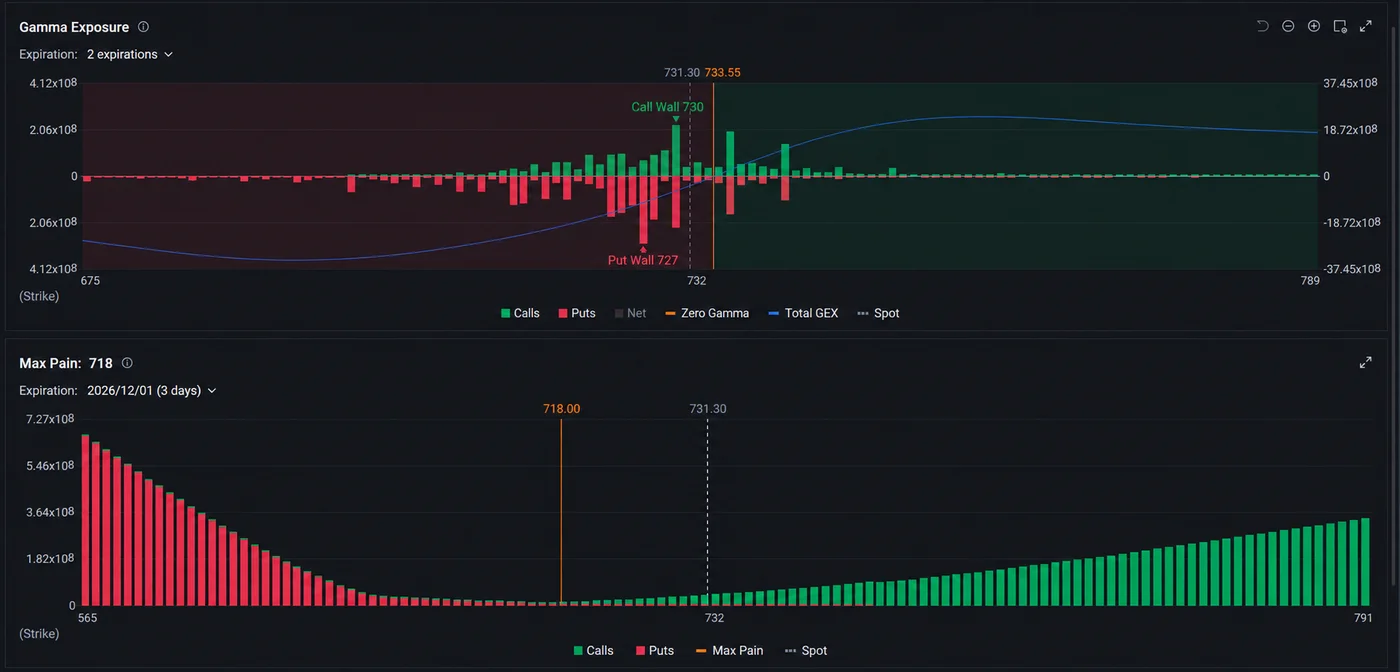 Gamma Exposure
Expiration: 2 expirations
731.30 733.55
4.12x10⁸ 37.45x10⁸
Call Wall 730
2.06x10⁸ 18.72x10⁸
0 0
2.06x10⁸ -18.72x10⁸
Put Wall 727
4.12x10⁸ -37.45x10⁸
675 732 789
(Strike)
Calls Puts Net Zero Gamma Total GEX Spot
Max Pain: 718
Expiration: 2026/12/01 (3 days)
718.00 731.30
7.27x10⁸
5.46x10⁸
3.64x10⁸
1.82x10⁸
0
565 732 791
(Strike)
Calls Puts Max Pain Spot